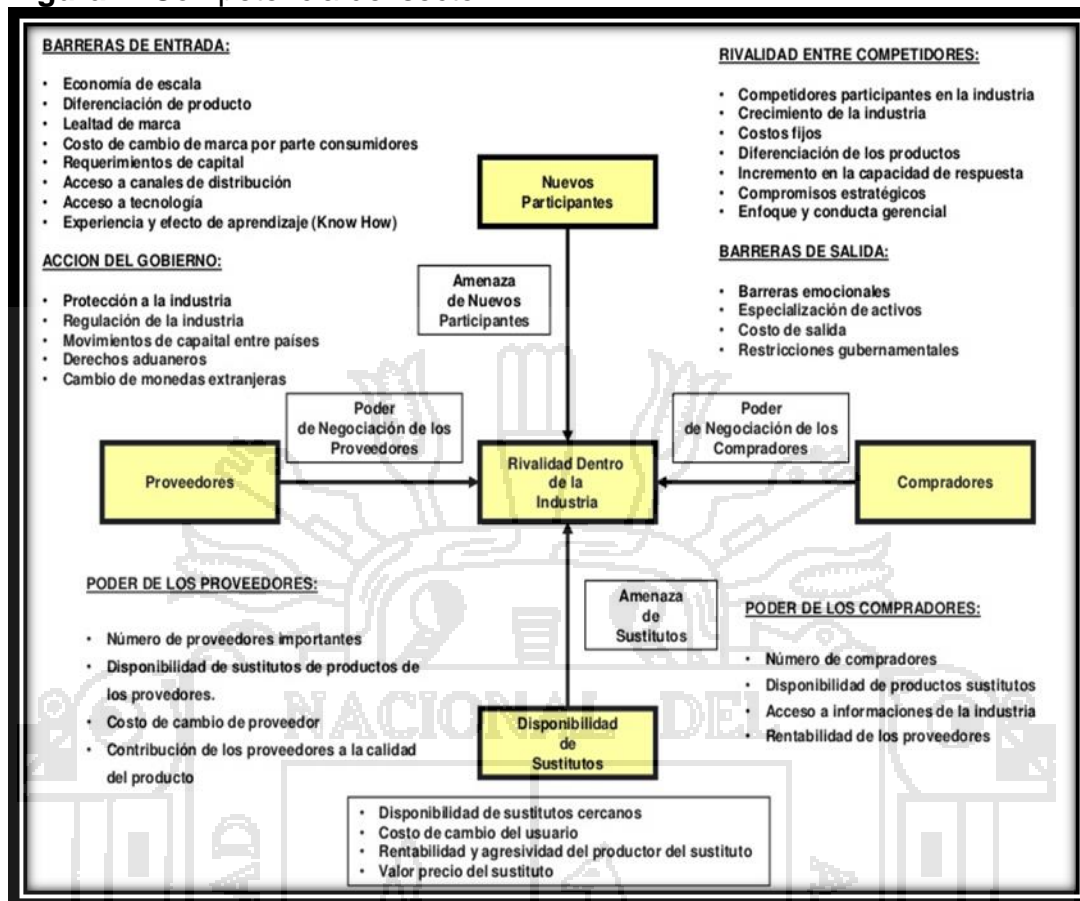 BARRERAS DE ENTRADA:
• Economía de escala
• Diferenciación de producto
• Lealtad de marca
• Costo de cambio de marca por parte consumidores
• Requerimientos de capital
• Acceso a canales de distribución
• Acceso a tecnología
• Experiencia y efecto de aprendizaje (Know How)
ACCION DEL GOBIERNO:
• Protección a la industria
• Regulación de la industria
• Movimientos de capaital entre países
• Derechos aduaneros
• Cambio de monedas extranjeras
Nuevos
Participantes
Amenaza
de Nuevos
Participantes
RIVALIDAD ENTRE COMPETIDORES:
• Competidores participantes en la industria
• Crecimiento de la industria
• Costos fijos
• Diferenciación de los productos
• Incremento en la capacidad de respuesta
• Compromisos estratégicos
• Enfoque y conducta gerencial
BARRERAS DE SALIDA:
• Barreras emocionales
• Especialización de activos
• Costo de salida
• Restricciones gubernamentales
Proveedores
Poder
de Negociación de los
Proveedores
Rivalidad Dentro
de la
Industria
Poder
de Negociación de los
Compradores
Compradores
PODER DE LOS PROVEEDORES:
• Número de proveedores importantes
• Disponibilidad de sustitutos de productos de
los provedores.
• Costo de cambio de proveedor
• Contribución de los proveedores a la calidad
del producto
Amenaza
de
Sustitutos
Disponibilidad
de
Sustitutos
PODER DE LOS COMPRADORES:
• Número de compradores
• Disponibilidad de productos sustitutos
• Acceso a informaciones de la industria
• Rentabilidad de los proveedores
• Disponibilidad de sustitutos cercanos
• Costo de cambio del usuario
• Rentabilidad y agresividad del productor del sustituto
• Valor precio del sustituto
NACIONAL DEL